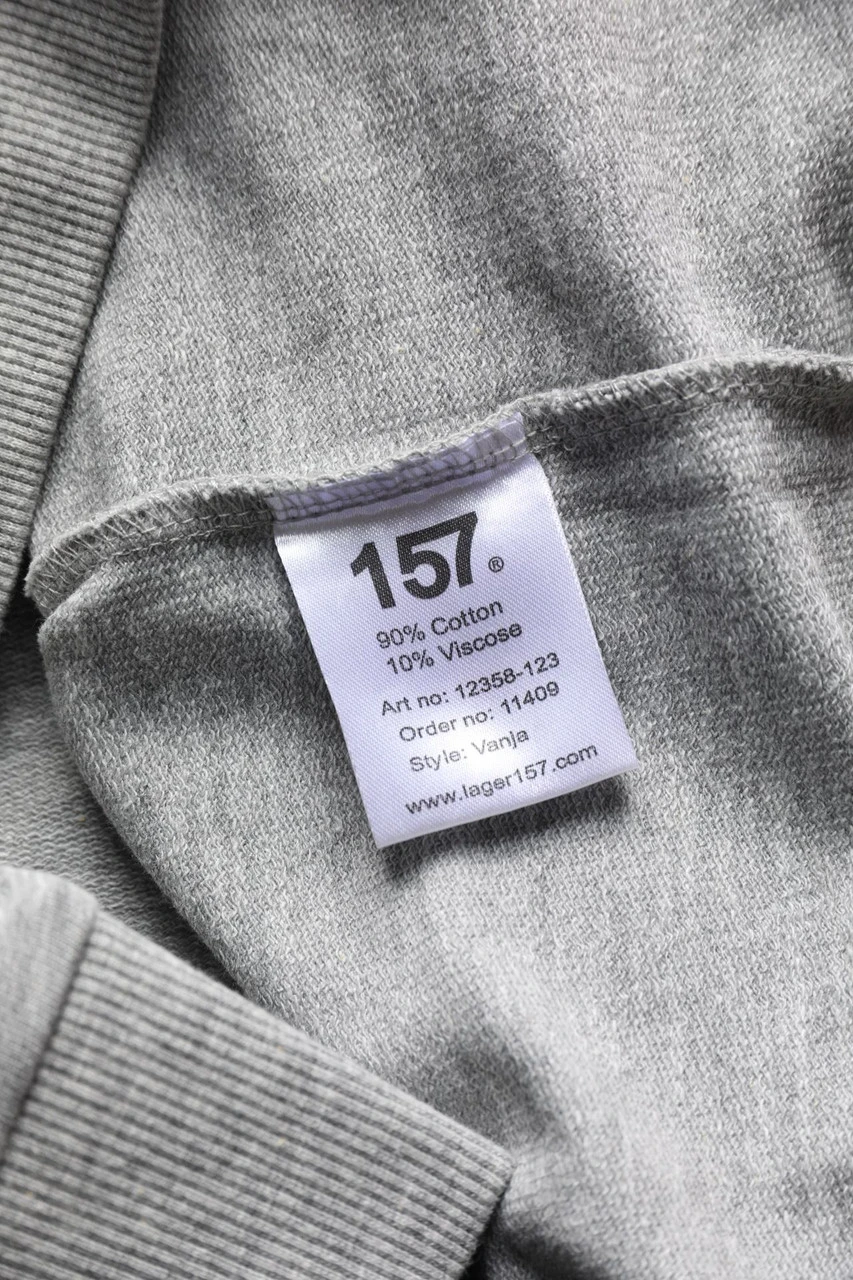 157®
90% Cotton
10% Viscose
Art no: 12358-123
Order no: 11409
Style: Vanja
www.lager157.com